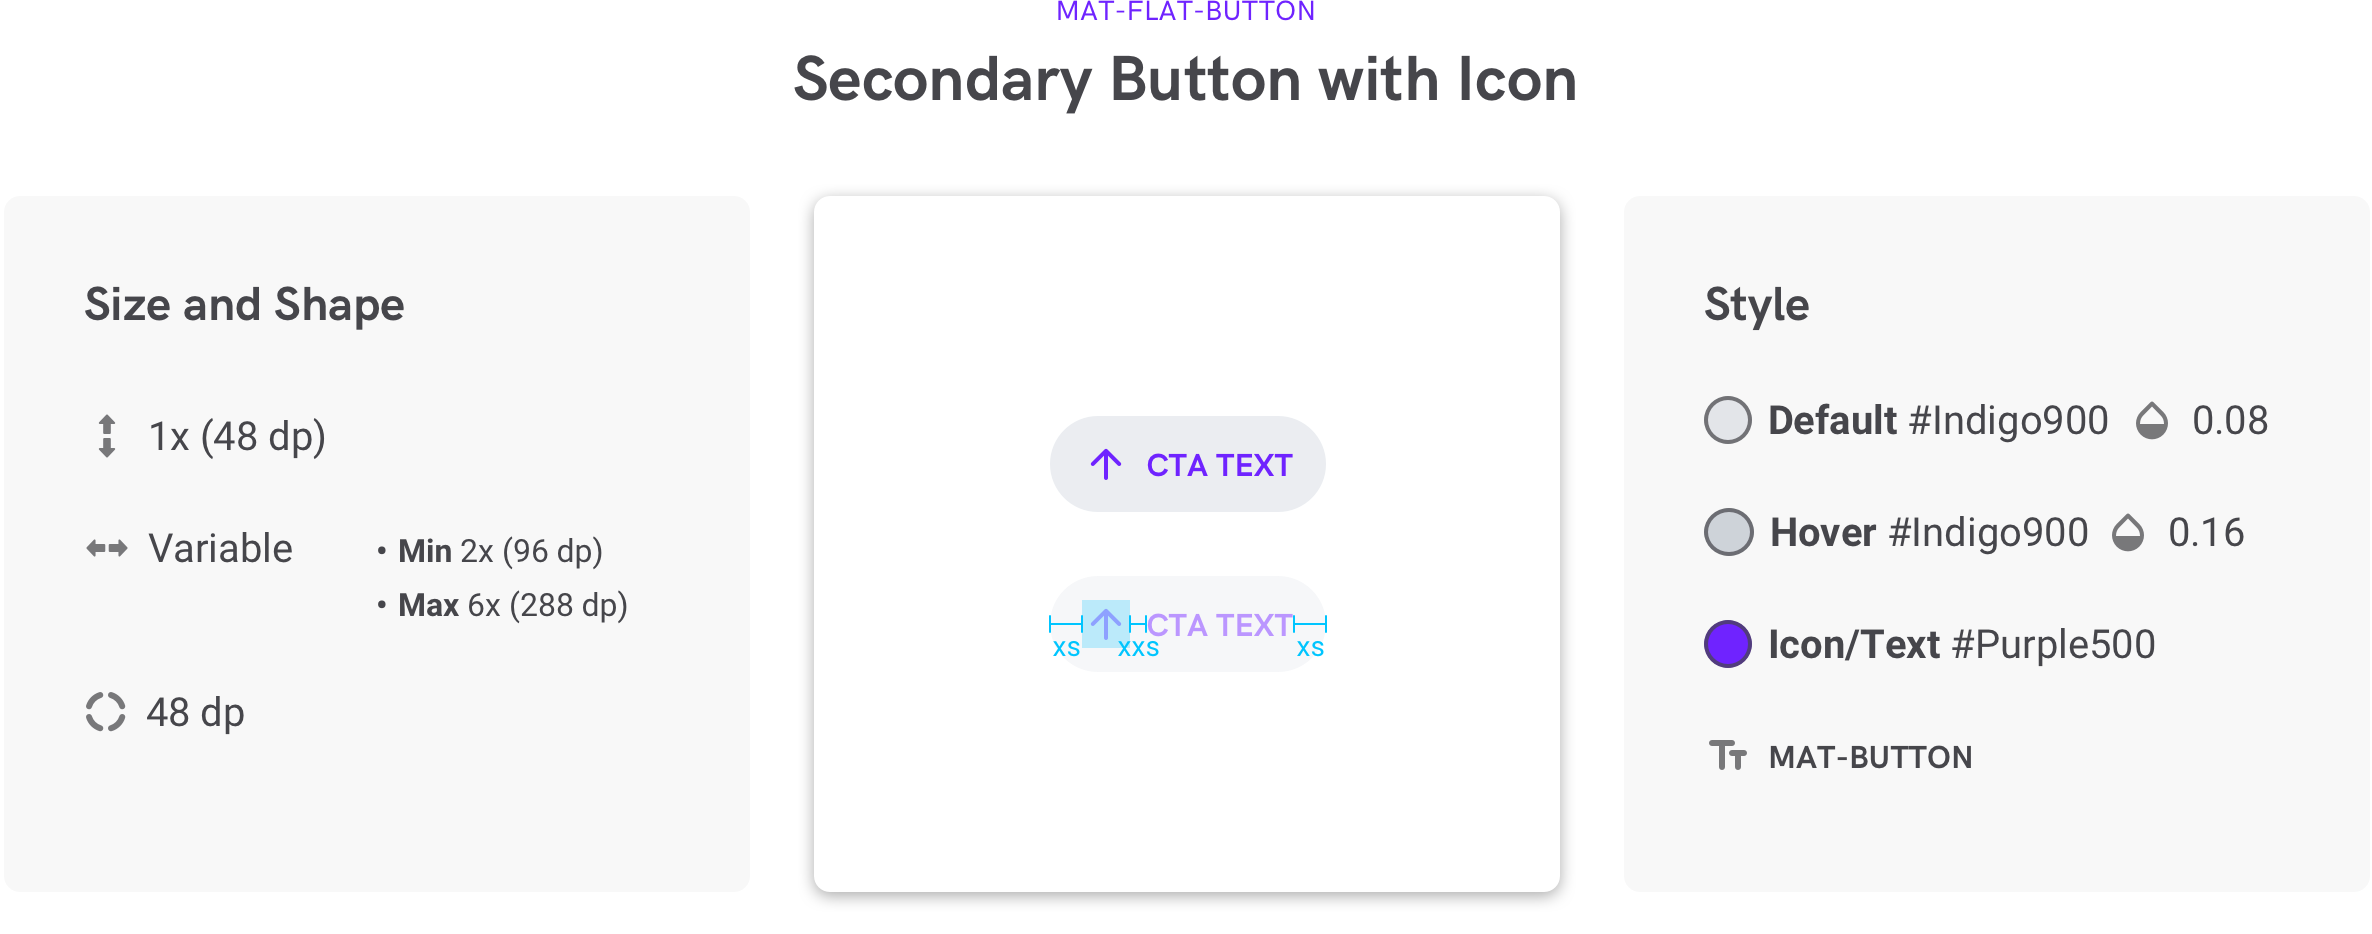 MAT-FLAT-BUTTON
Secondary Button with Icon
Size and Shape
1x (48 dp)
Variable
• Min 2x (96 dp)
• Max 6x (288 dp)
48 dp
CTA TEXT
CTA TEXT
xs xxs xs
Style
Default #Indigo900 0.08
Hover #Indigo900 0.16
Icon/Text #Purple500
Tт MAT-BUTTON